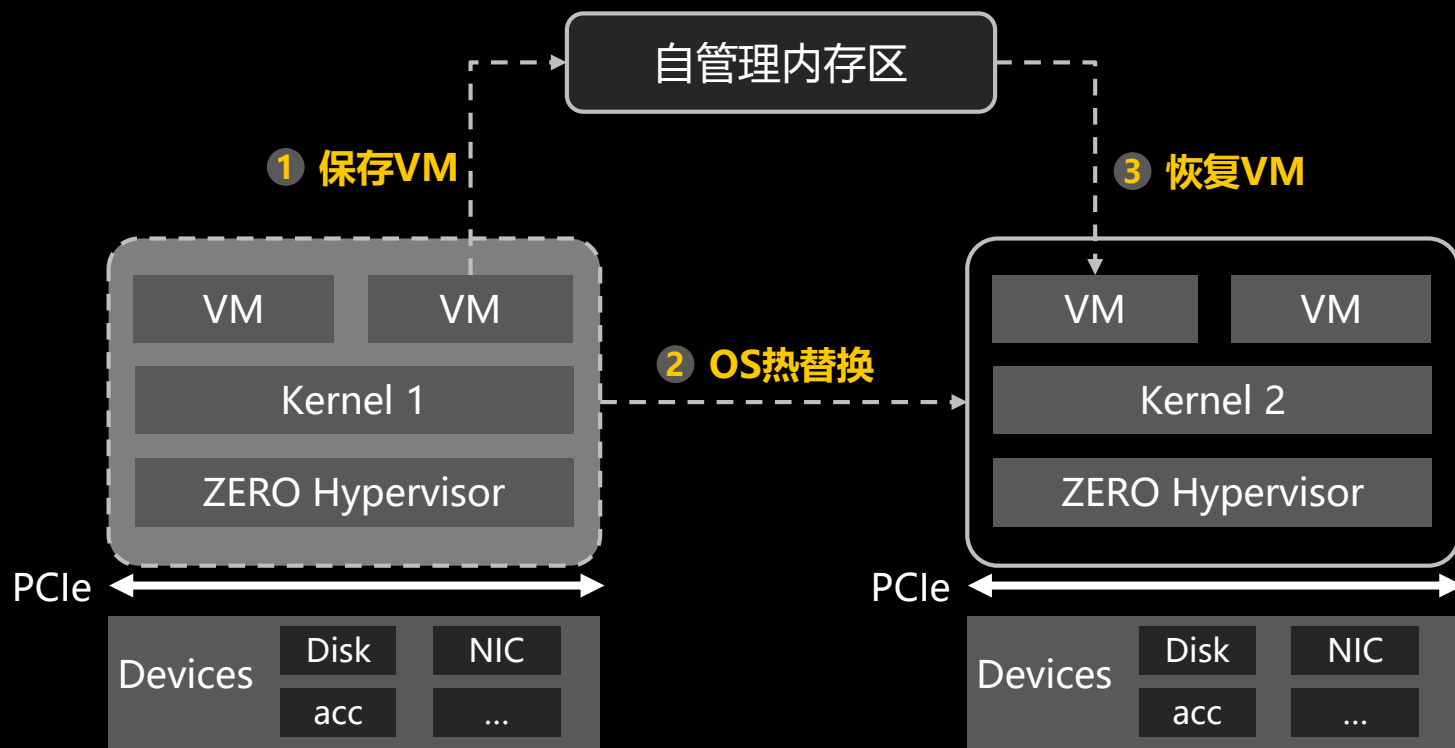 自管理内存区
1 保存VM
3 恢复VM
VM
VM
Kernel 1
ZERO Hypervisor
2 OS热替换
VM
VM
Kernel 2
ZERO Hypervisor
PCIe
Devices
Disk
NIC
acc
...
PCIe
Devices
Disk
NIC
acc
...